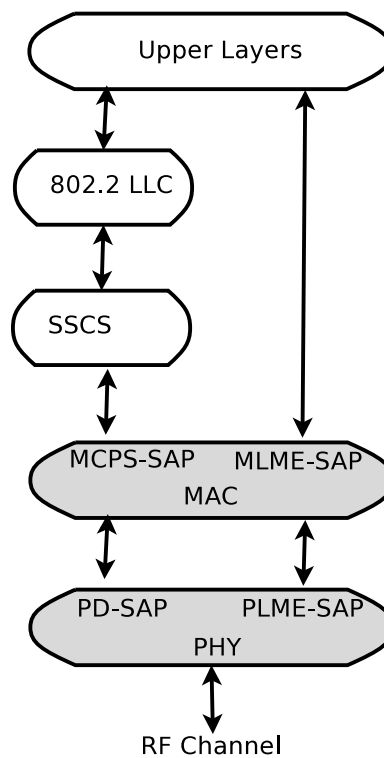 Upper Layers
802.2 LLC
SSCS
MCPS-SAP MLME-SAP
MAC
PD-SAP PLME-SAP
PHY
RF Channel